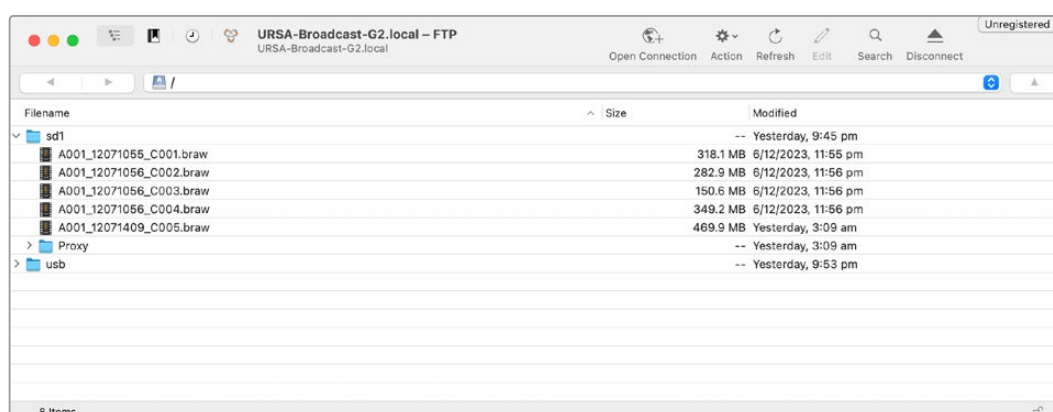 Unregistered
URSA-Broadcast-G2.local – FTP
URSA-Broadcast-G2.local
Open Connection Action Refresh Edit Search Disconnect
/
Filename Size Modified
sd1 -- Yesterday, 9:45 pm
A001_12071055_C001.braw 318.1 MB 6/12/2023, 11:55 pm
A001_12071056_C002.braw 282.9 MB 6/12/2023, 11:56 pm
A001_12071056_C003.braw 150.6 MB 6/12/2023, 11:56 pm
A001_12071056_C004.braw 349.2 MB 6/12/2023, 11:56 pm
A001_12071409_C005.braw 469.9 MB Yesterday, 3:09 am
Proxy -- Yesterday, 3:09 am
usb -- Yesterday, 9:53 pm
8 Items